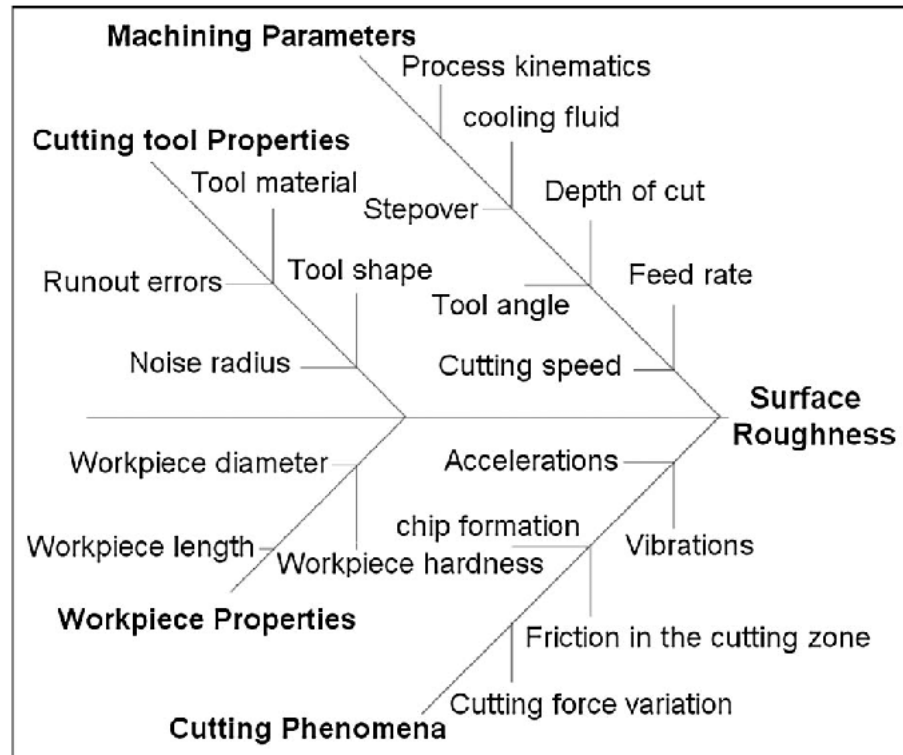 Machining Parameters
Process kinematics
cooling fluid
Cutting tool Properties
Tool material
Depth of cut
Stepover
Runout errors
Tool shape
Feed rate
Tool angle
Noise radius
Cutting speed
Surface
Roughness
Workpiece diameter
Accelerations
chip formation
Workpiece length
Workpiece hardness
Vibrations
Workpiece Properties
Friction in the cutting zone
Cutting force variation
Cutting Phenomena